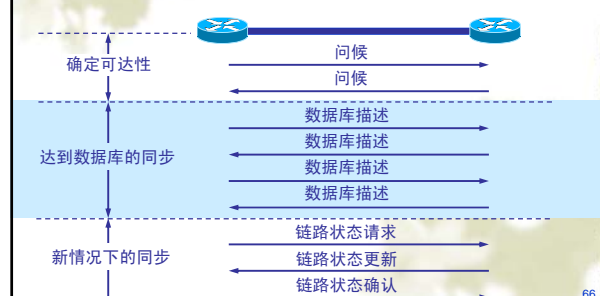 问候
确定可达性
问候
数据库描述
数据库描述
达到数据库的同步
数据库描述
数据库描述
链路状态请求
新情况下的同步
链路状态更新
链路状态确认
66